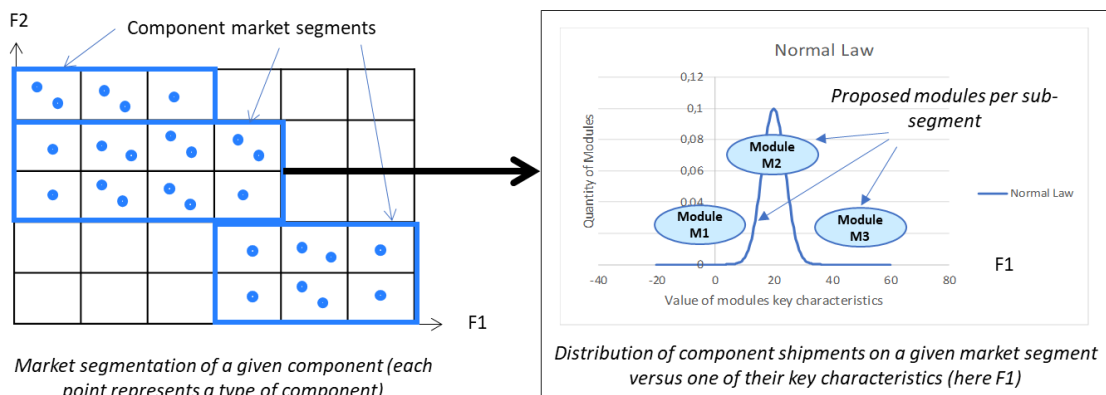 F2
Component market segments
F1
Market segmentation of a given component (each
point represents a type of component)
Normal Law
0,12
0,1
0,08
0,06
0,04
0,02
0
-40
-20
0
20
40
60
80
Quantity of Modules
Value of modules key characteristics
Proposed modules per sub-
segment
Module
M2
Module
M1
Module
M3
Normal Law
F1
Distribution of component shipments on a given market segment
versus one of their key characteristics (here F1)